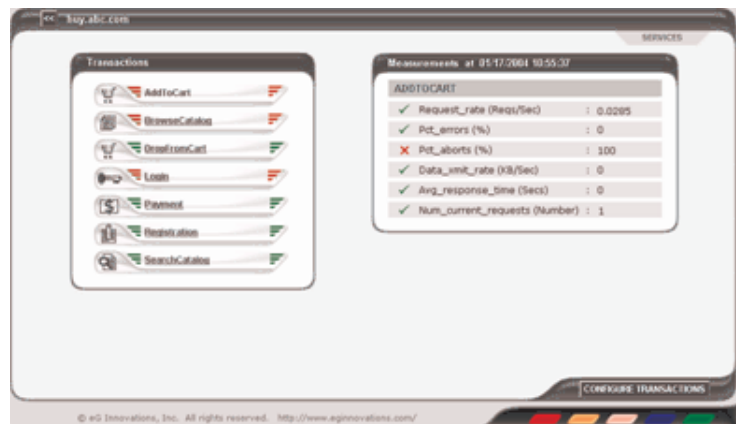 << buy.abc.com
SERVICES
Transactions
AddToCart
BrowseCatalog
DropFromCart
Login
Payment
Registration
SearchCatalog
Measurements at 01/17/2004 10:55:37
ADDTOCART
Request_rate (Reqs/Sec) : 0.0285
Pct_errors (%) : 0
Pct_aborts (%) : 100
Data_xmit_rate (KB/Sec) : 0
Avg_response_time (Secs) : 0
Num_current_requests (Number) : 1
CONFIGURE TRANSACTIONS
© eG Innovations, Inc. All rights reserved. http://www.eginnovations.com/